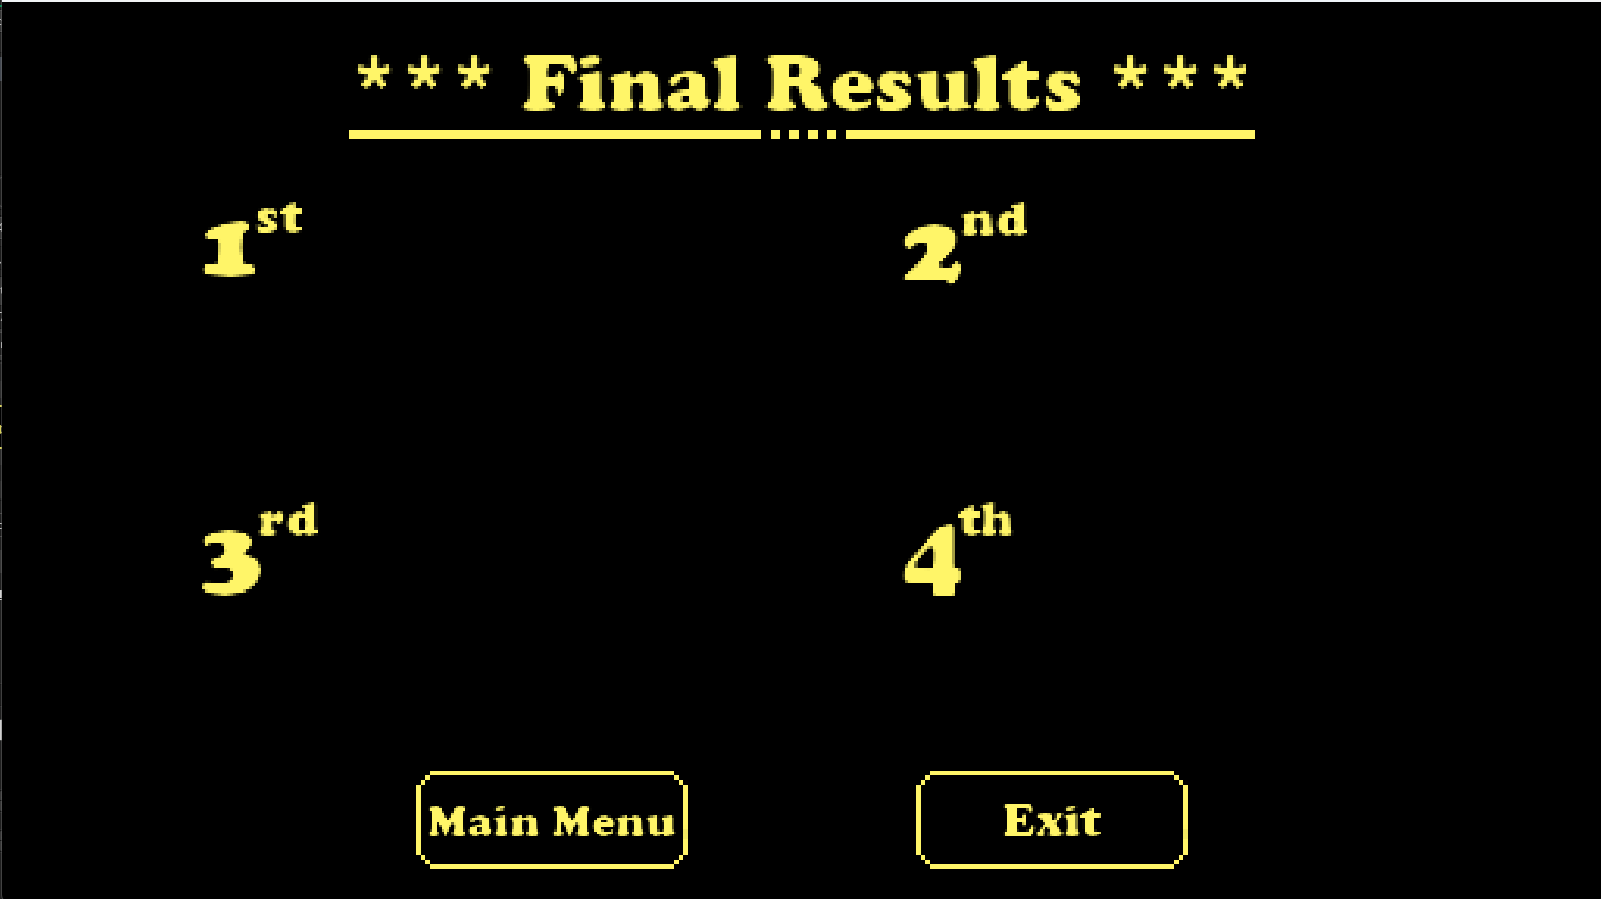 *** Final Results ***
1st 2nd
3rd 4th
Main Menu Exit